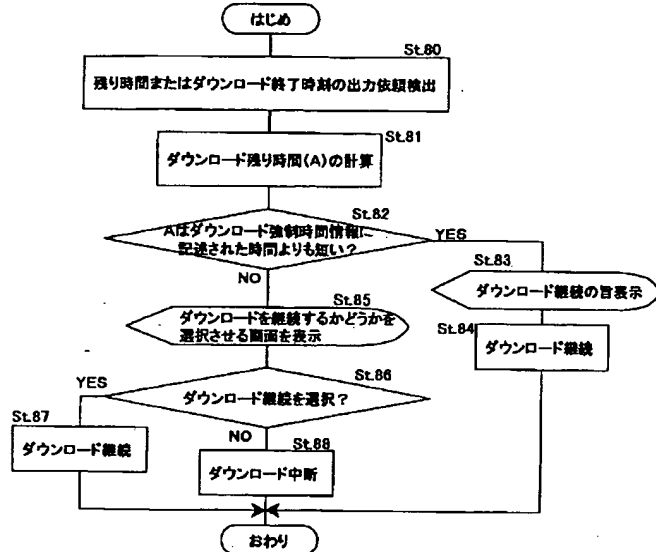 はじめ
St.80
残り時間またはダウンロード終了時刻の出力依頼検出
St.81
ダウンロード残り時間(A)の計算
St.82
Aはダウンロード強制時間情報に
記述された時間よりも短い?
YES
NO
St.83
ダウンロード継続の旨表示
St.84
ダウンロード継続
St.85
ダウンロードを継続するかどうかを
選択させる画面を表示
St.86
ダウンロード継続を選択?
YES
NO
St.87
ダウンロード継続
St.88
ダウンロード中断
おわり